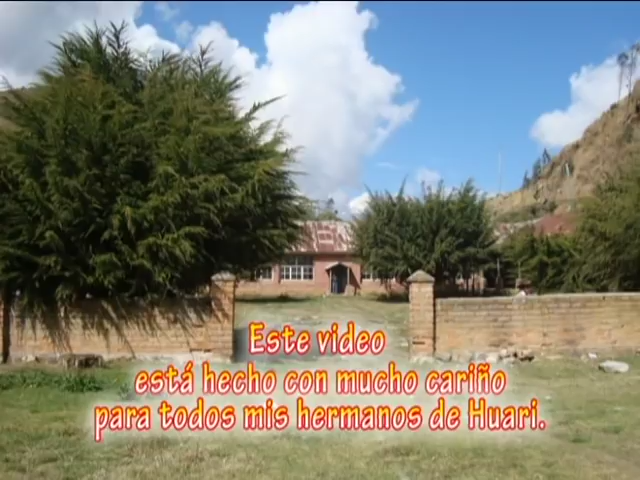 Este video
está hecho con mucho cariño
para todos mis hermanos de Huari.